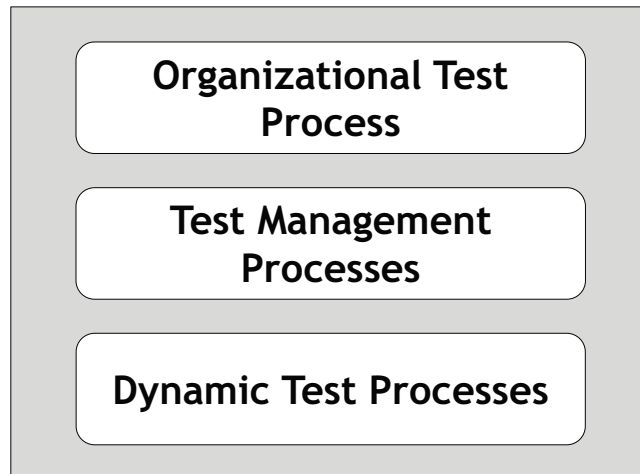 Organizational Test
Process
Test Management
Processes
Dynamic Test Processes